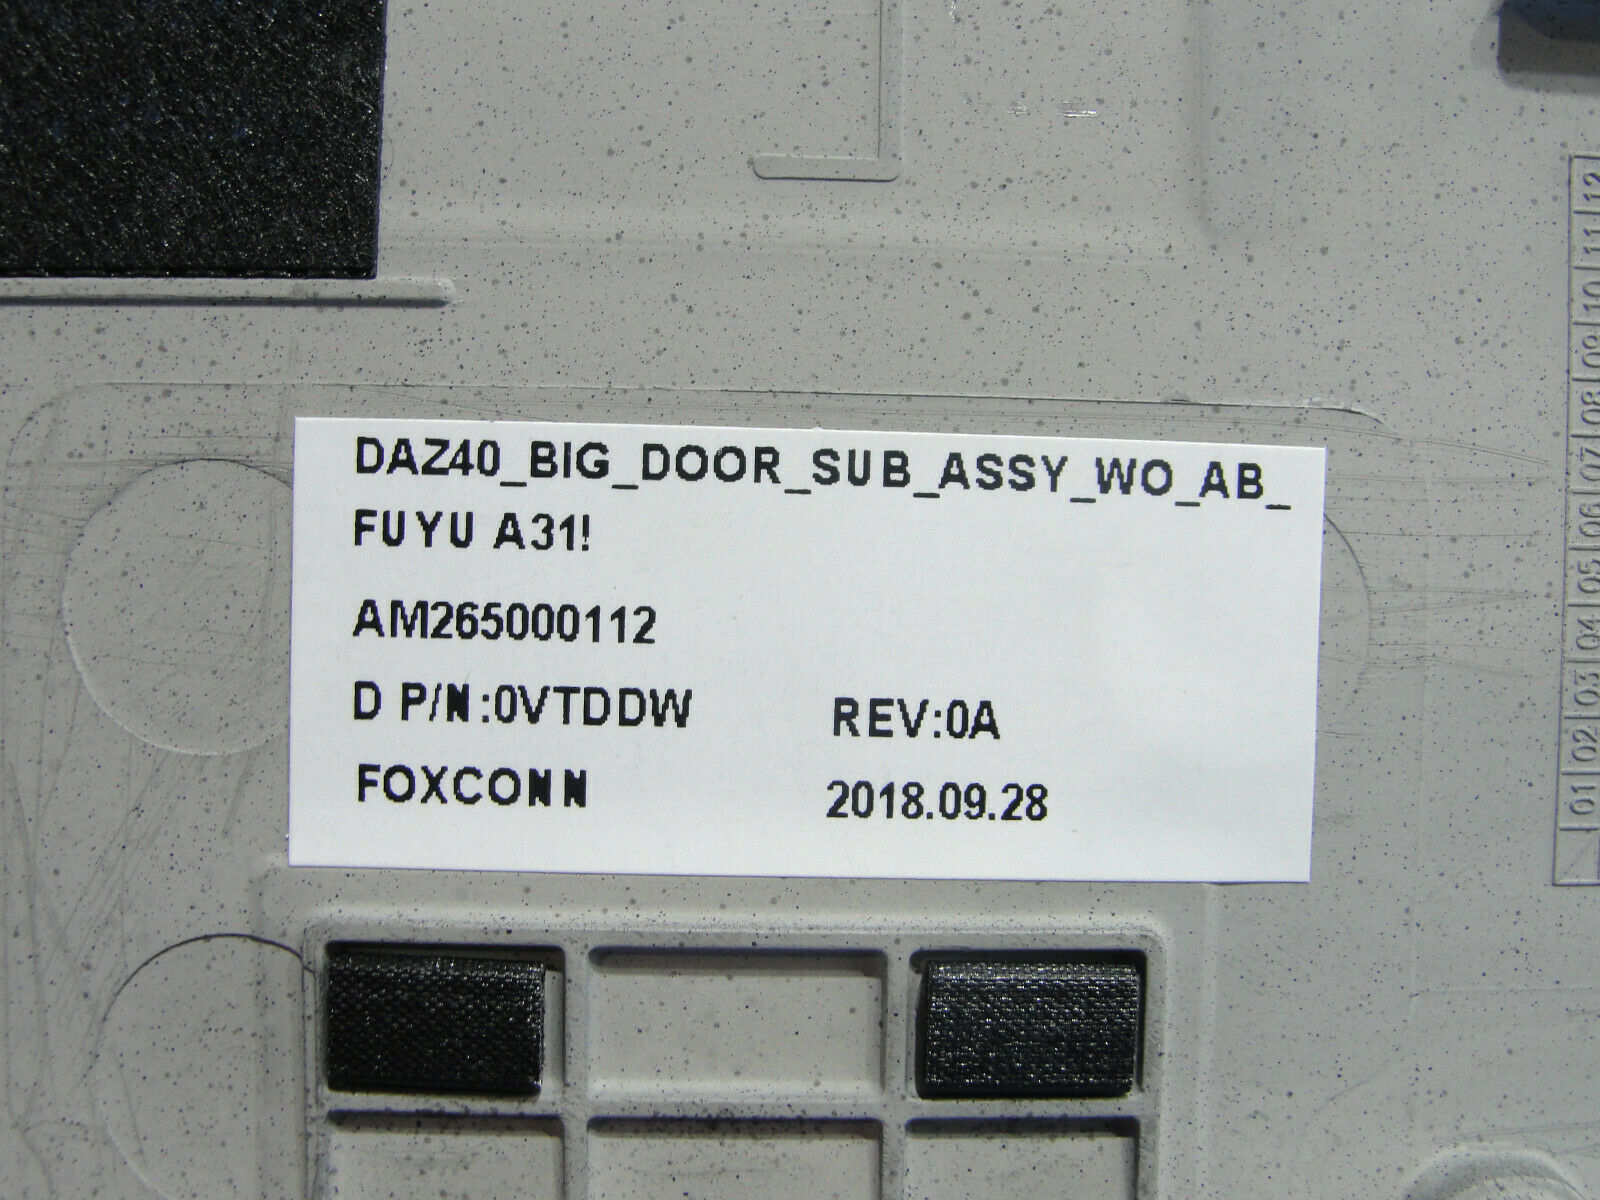 DAZ40_BIG_DOOR_SUB_ASSY_WO_AB_
FUYU A31!
AM265000112
D P/N:0VTDDW REV:0A
FOXCONN 2018.09.28
01 02 03 04 05 06 07 08 09 10 11 12